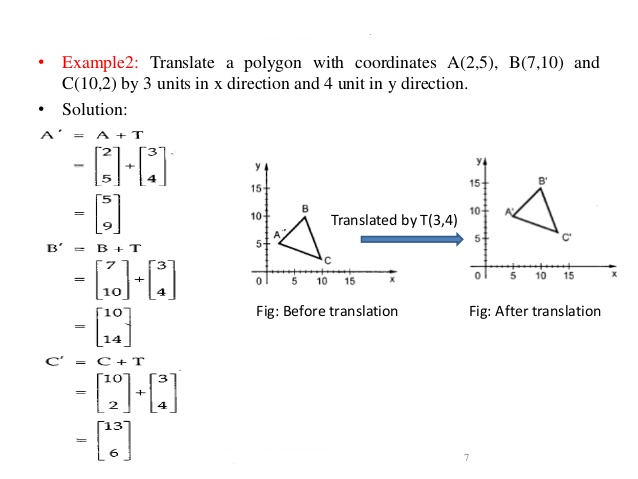 • Example2: Translate a polygon with coordinates A(2,5), B(7,10) and
C(10,2) by 3 units in x direction and 4 unit in y direction.
• Solution:
A′ = A + T
= [2 5] + [3 4]
= [5 9]
B′ = B + T
= [7 10] + [3 4]
= [10 14]
C′ = C + T
= [10 2] + [3 4]
= [13 6]
y
15
10
5
0 5 10 15 x
A
B
C
Fig: Before translation
Translated by T(3,4)
y
15
10
5
0 5 10 15 x
A'
B'
C'
Fig: After translation
7